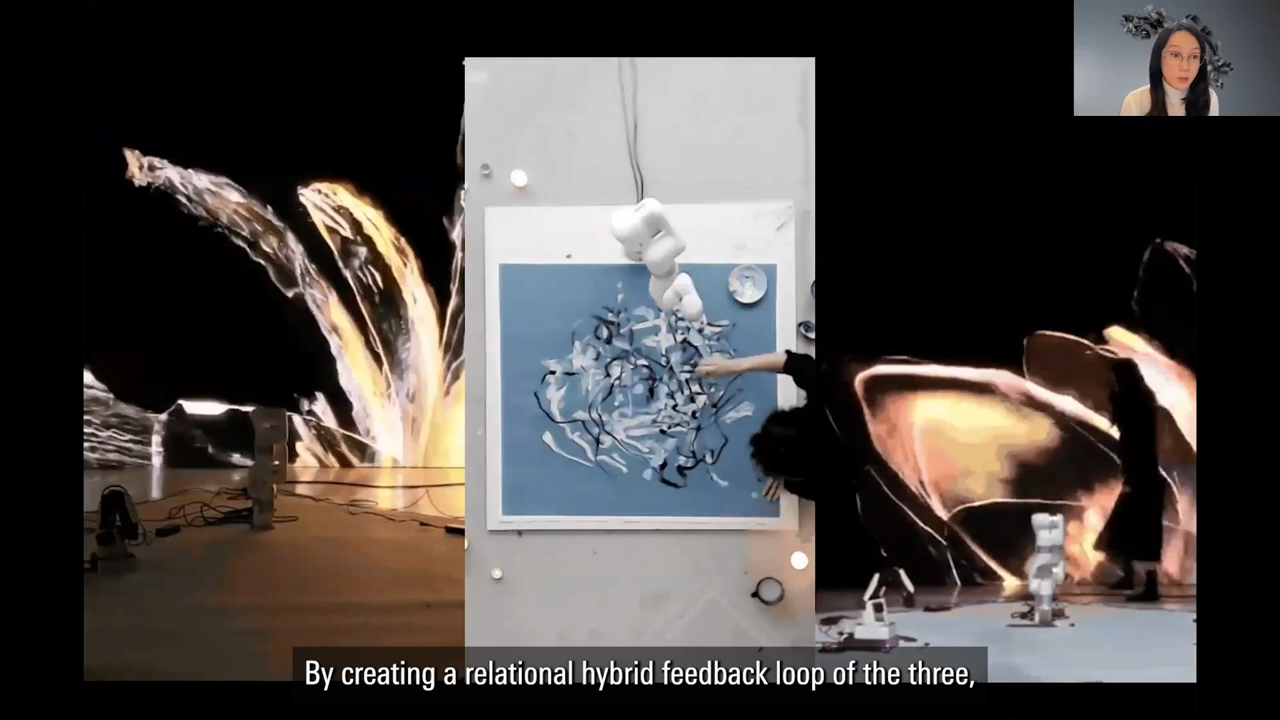 By creating a relational hybrid feedback loop of the three,